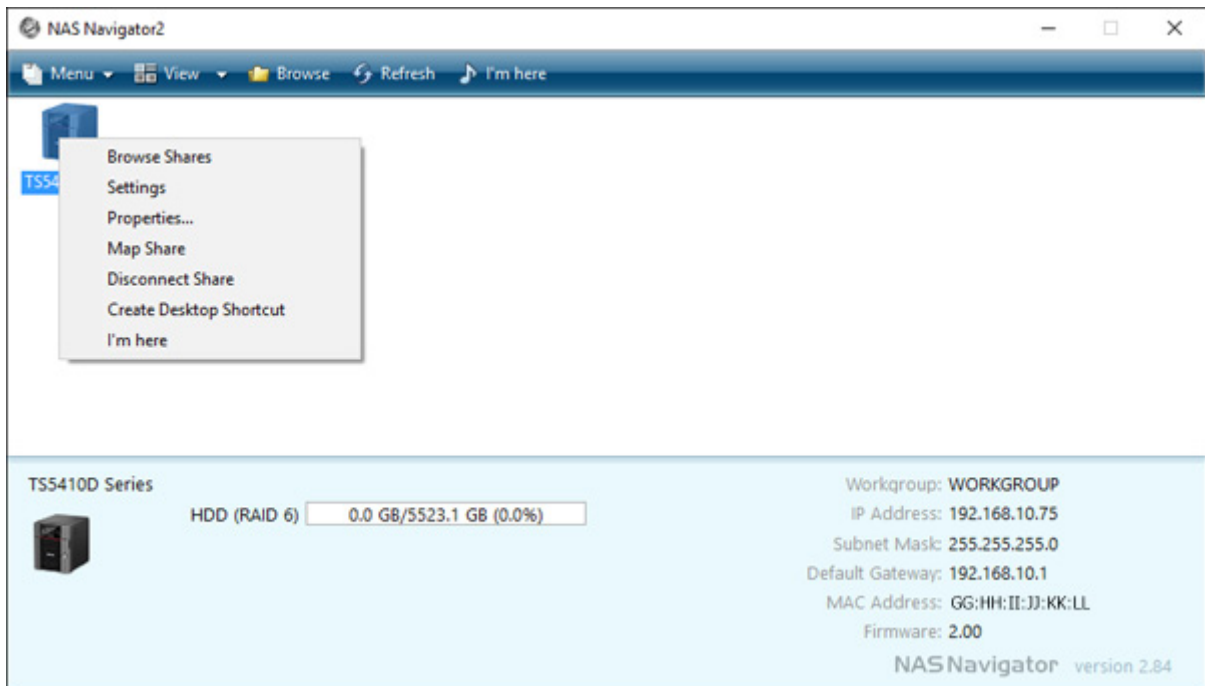 NAS Navigator2
Menu View Browse Refresh I'm here
TS54
Browse Shares
Settings
Properties...
Map Share
Disconnect Share
Create Desktop Shortcut
I'm here
TS5410D Series
HDD (RAID 6) 0.0 GB/5523.1 GB (0.0%)
Workgroup: WORKGROUP
IP Address: 192.168.10.75
Subnet Mask: 255.255.255.0
Default Gateway: 192.168.10.1
MAC Address: GG:HH:II:JJ:KK:LL
Firmware: 2.00
NAS Navigator version 2.84